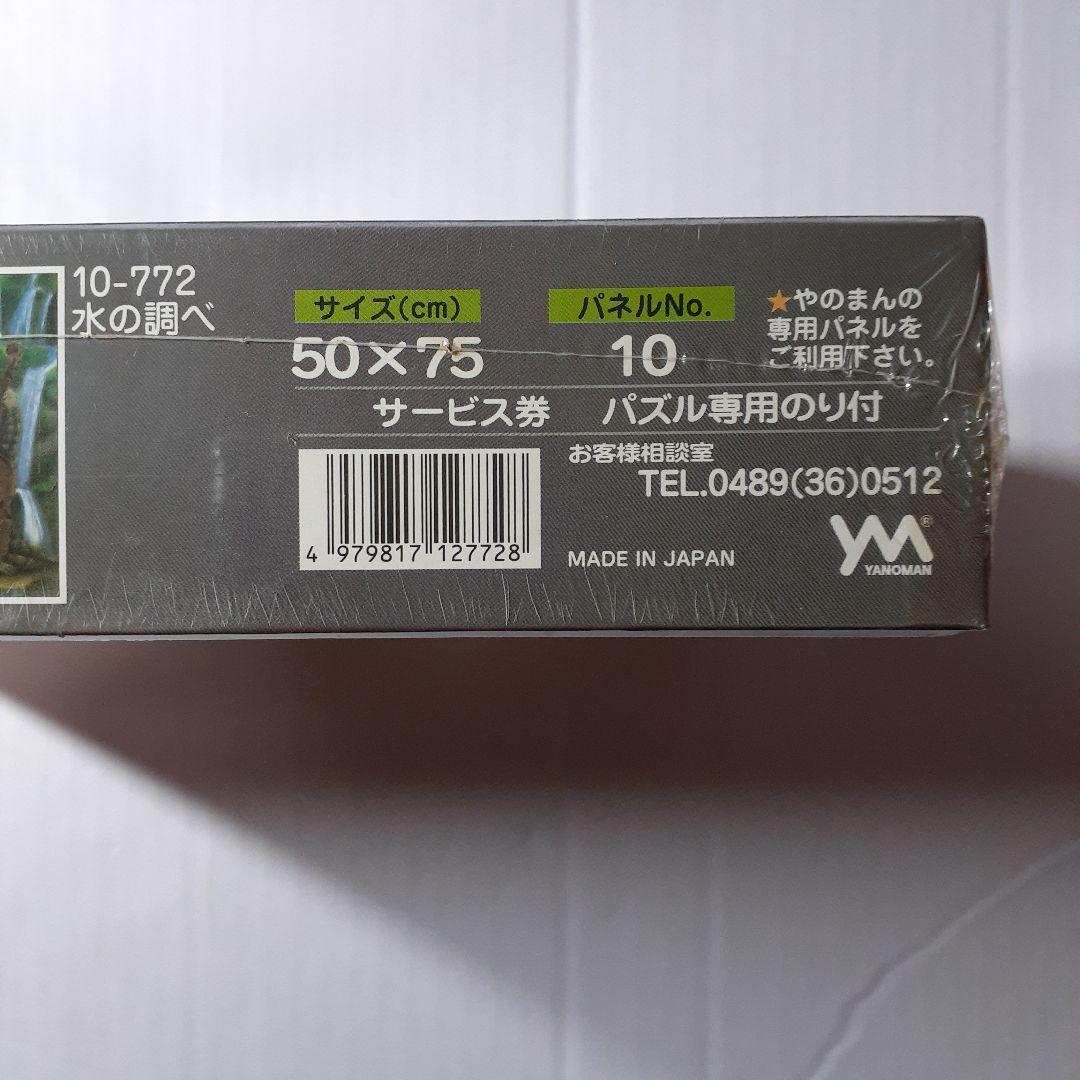 10-772
水の調べ
サイズ(cm)
50×75
パネルNo.
10
★やのまんの
専用パネルを
ご利用下さい。
サービス券 パズル専用のり付
お客様相談室
TEL.0489(36)0512
4 979817 127728
MADE IN JAPAN
YM®
YANOMAN